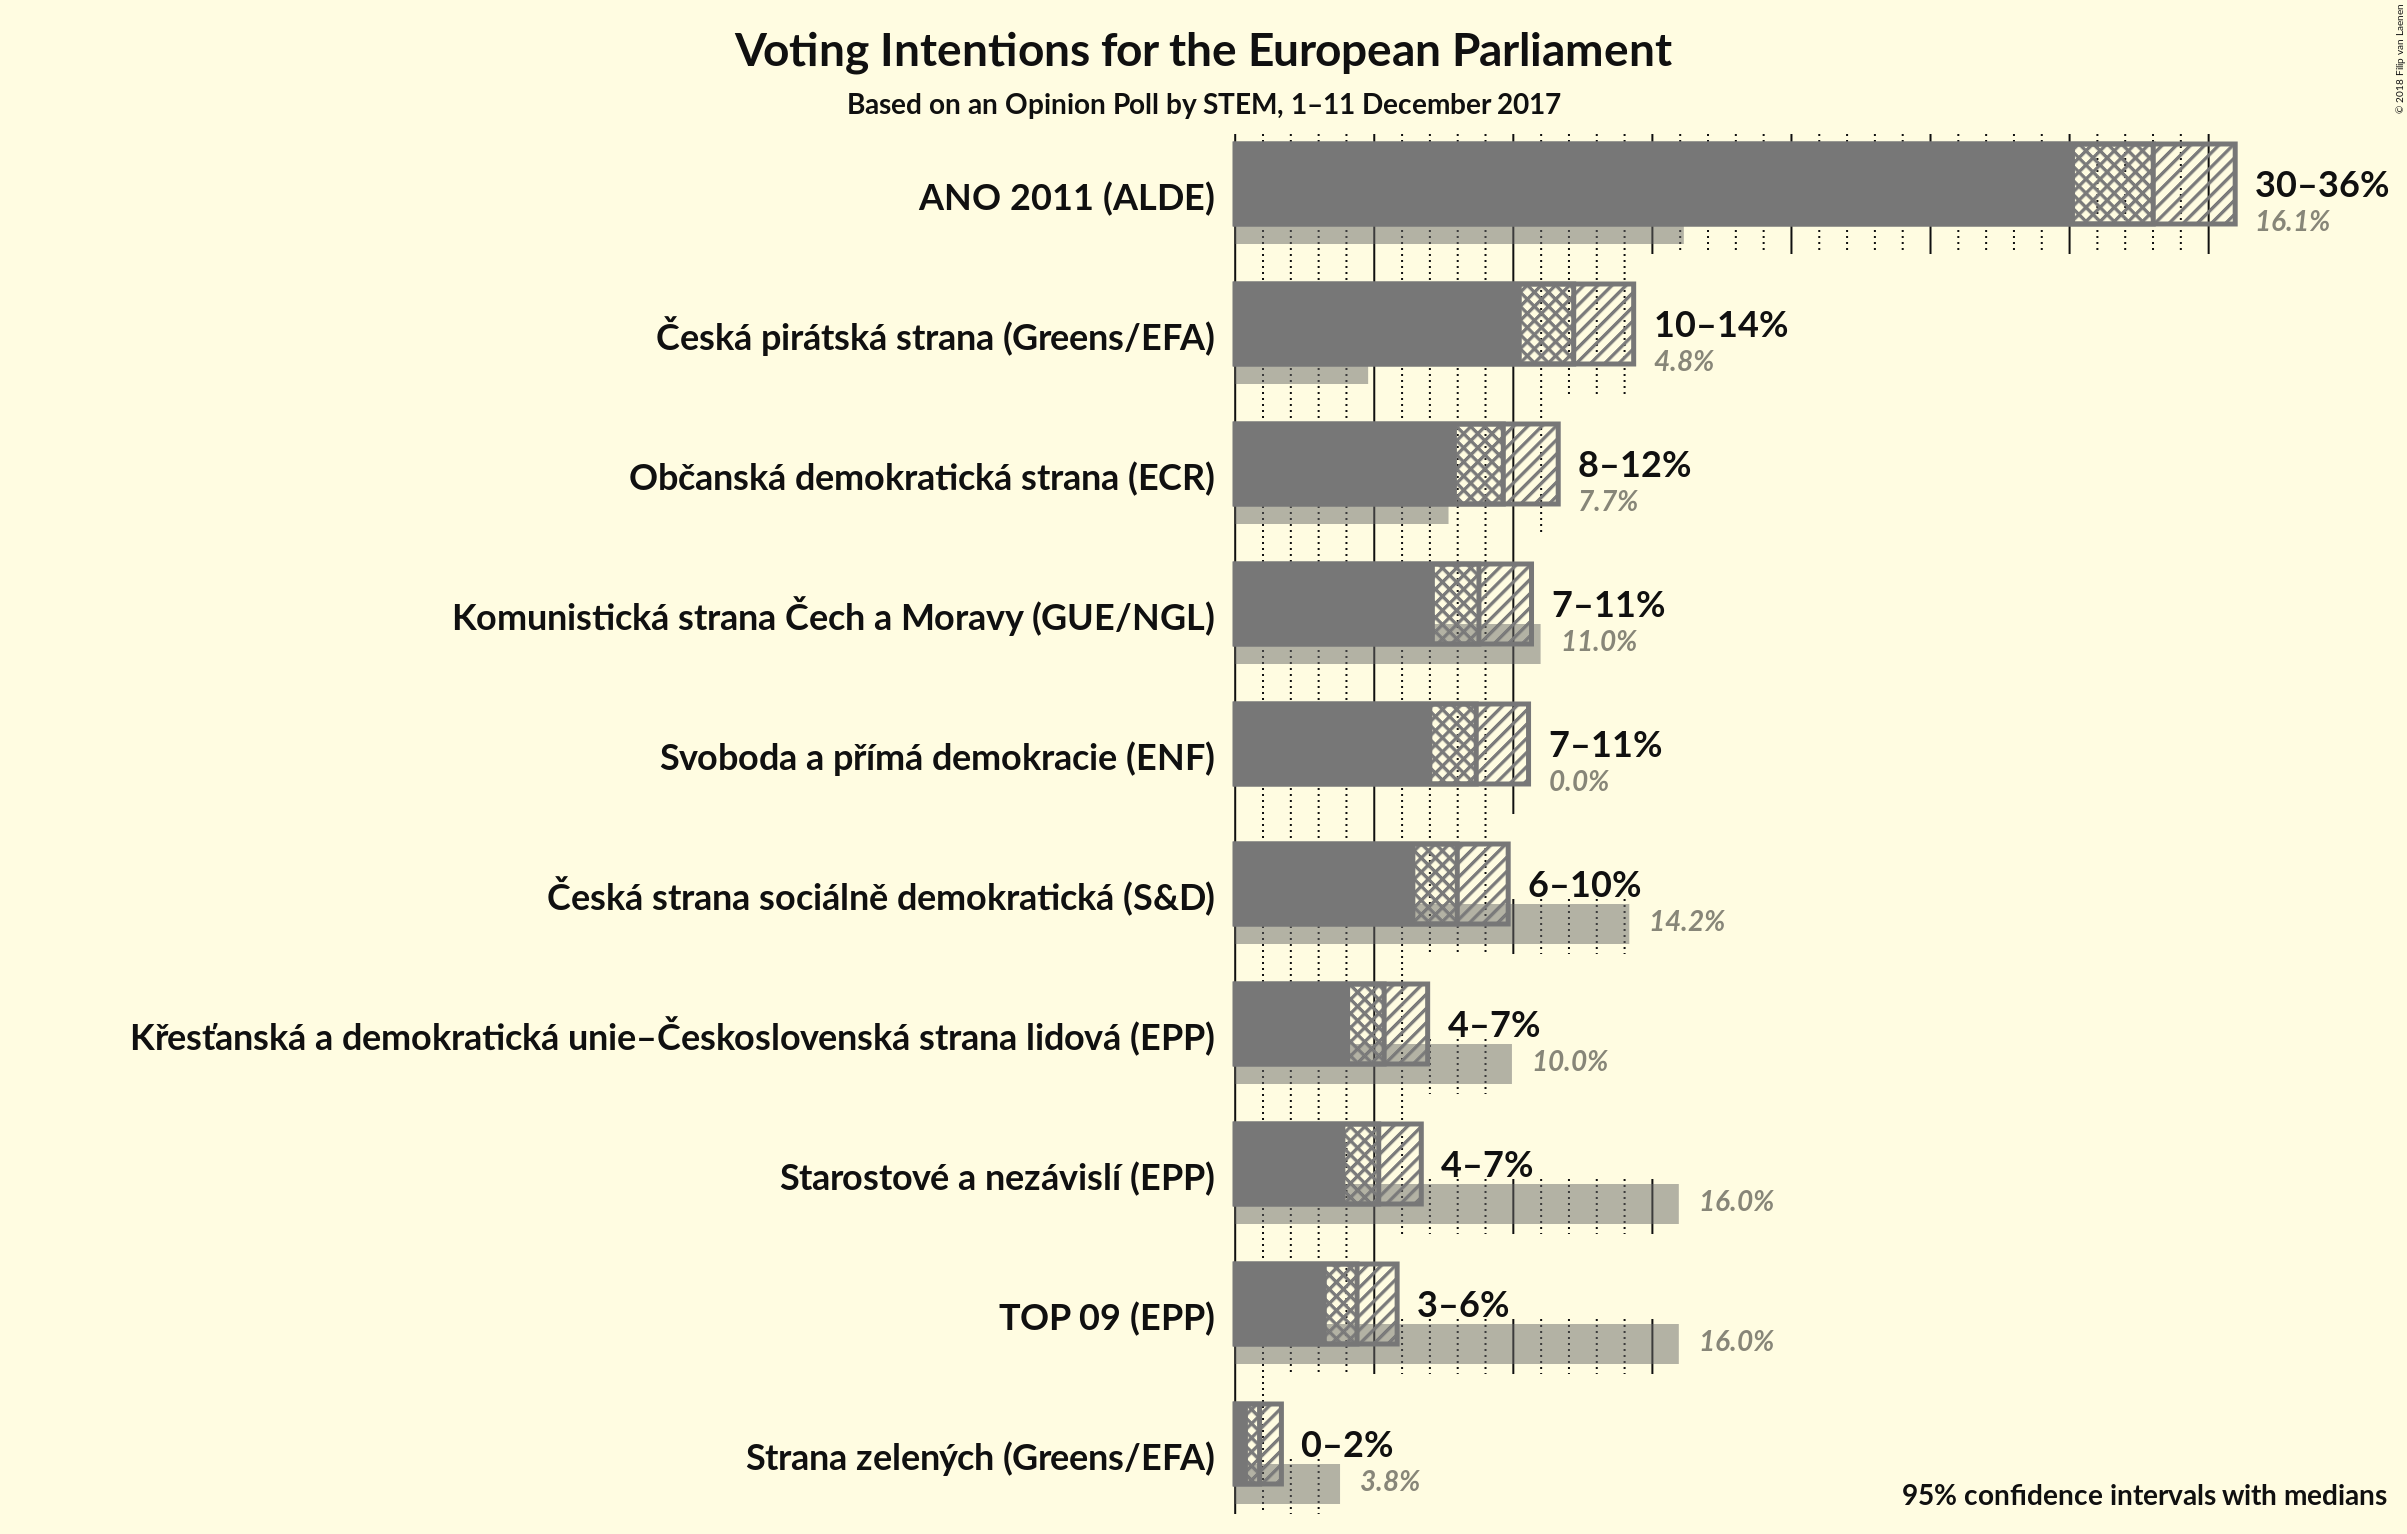 Voting Intentions for the European Parliament
Based on an Opinion Poll by STEM, 1–11 December 2017
© 2018 Filip van Laenen
ANO 2011 (ALDE)
30–36%
16.1%
Česká pirátská strana (Greens/EFA)
10–14%
4.8%
Občanská demokratická strana (ECR)
8–12%
7.7%
Komunistická strana Čech a Moravy (GUE/NGL)
7–11%
11.0%
Svoboda a přímá demokracie (ENF)
7–11%
0.0%
Česká strana sociálně demokratická (S&D)
6–10%
14.2%
Křesťanská a demokratická unie–Československá strana lidová (EPP)
4–7%
10.0%
Starostové a nezávislí (EPP)
4–7%
16.0%
TOP 09 (EPP)
3–6%
16.0%
Strana zelených (Greens/EFA)
0–2%
3.8%
95% confidence intervals with medians